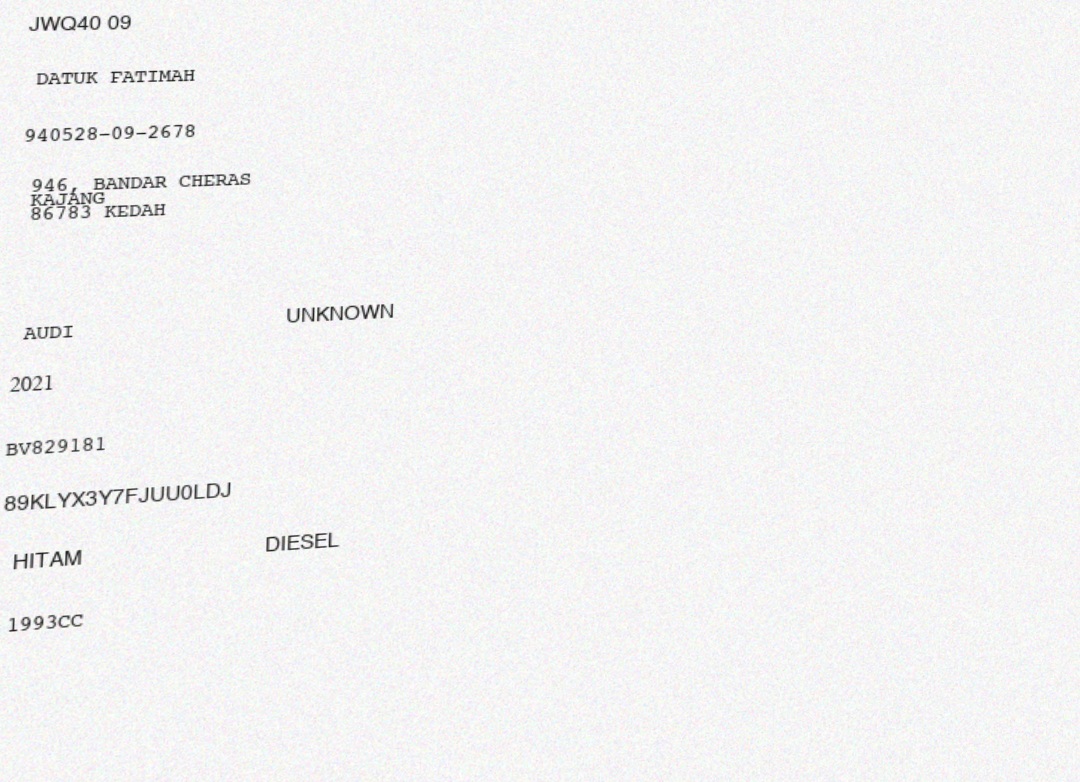 JWQ40 09
DATUK FATIMAH
940528-09-2678
946, BANDAR CHERAS
KAJANG
86783 KEDAH
AUDI UNKNOWN
2021
BV829181
89KLYX3Y7FJUU0LDJ
HITAM DIESEL
1993CC